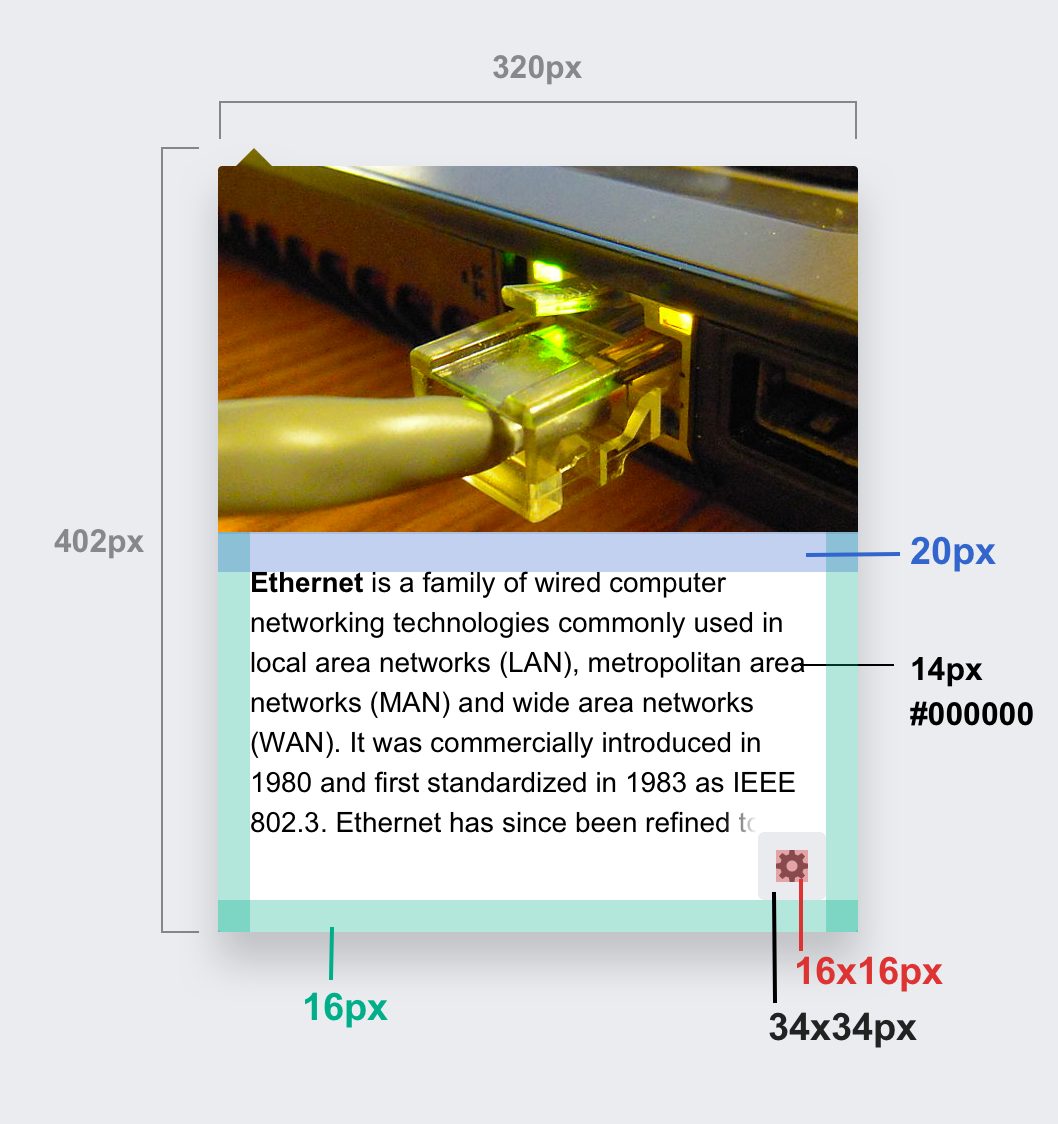 320px
402px
20px
Ethernet is a family of wired computer
networking technologies commonly used in
local area networks (LAN), metropolitan area
networks (MAN) and wide area networks
(WAN). It was commercially introduced in
1980 and first standardized in 1983 as IEEE
802.3. Ethernet has since been refined to
14px
#000000
16x16px
16px
34x34px